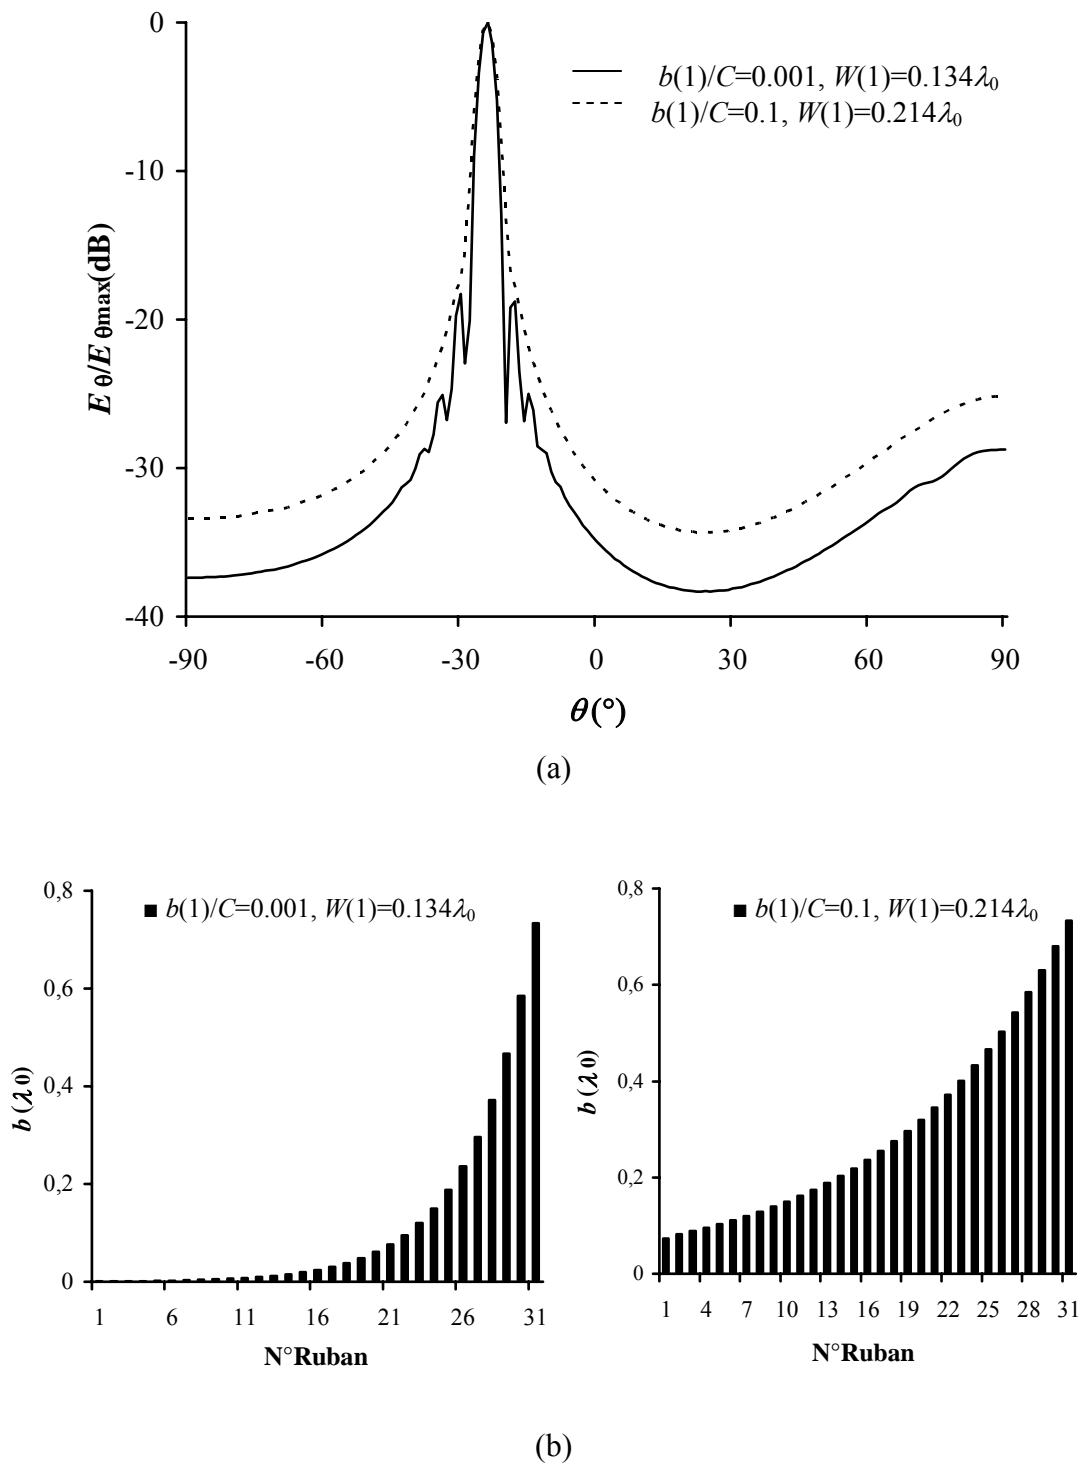 0
-10
-20
-30
-40
E θ/E θmax(dB)
b(1)/C=0.001, W(1)=0.134λ0
b(1)/C=0.1, W(1)=0.214λ0
-90 -60 -30 0 30 60 90
θ(°)
(a)
0,8
0,6
0,4
0,2
0
b (λ0)
b(1)/C=0.001, W(1)=0.134λ0
1 6 11 16 21 26 31
N°Ruban
0,8
0,6
0,4
0,2
0
b (λ0)
b(1)/C=0.1, W(1)=0.214λ0
1 4 7 10 13 16 19 22 25 28 31
N°Ruban
(b)